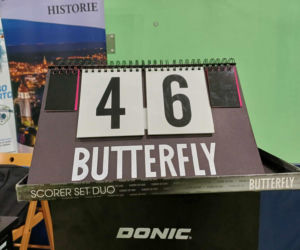 HISTORIE
4 6
BUTTERFLY
SCORER SET DUO
BUTTERFLY
DONIC